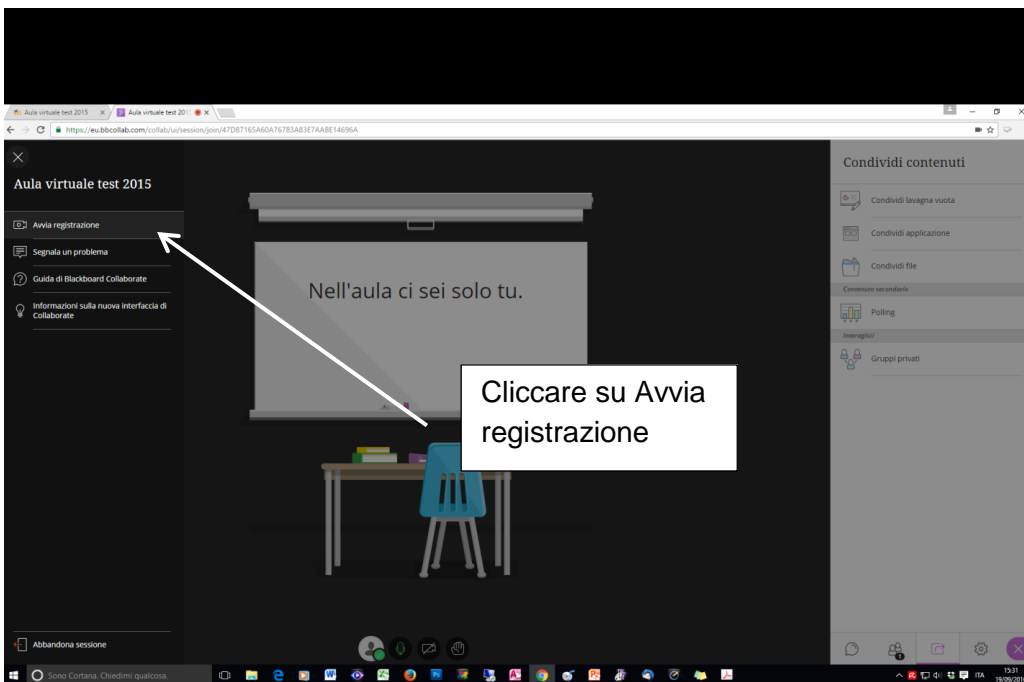 Aula virtuale test 2015
Aula virtuale test 201
https://eu.bbcollab.com/collab/ui/session/join/47D87165A60A76783A83E7AABE14696A
Aula virtuale test 2015
Avvia registrazione
Segnala un problema
Guida di Blackboard Collaborate
Informazioni sulla nuova interfaccia di
Collaborate
Abbandona sessione
Nell'aula ci sei solo tu.
Cliccare su Avvia
registrazione
Condividi contenuti
Condividi lavagna vuota
Condividi applicazione
Condividi file
Contenuto secondario
Polling
Interagisci
Gruppi privati
1
Sono Cortana. Chiedimi qualcosa.
ITA
15:31